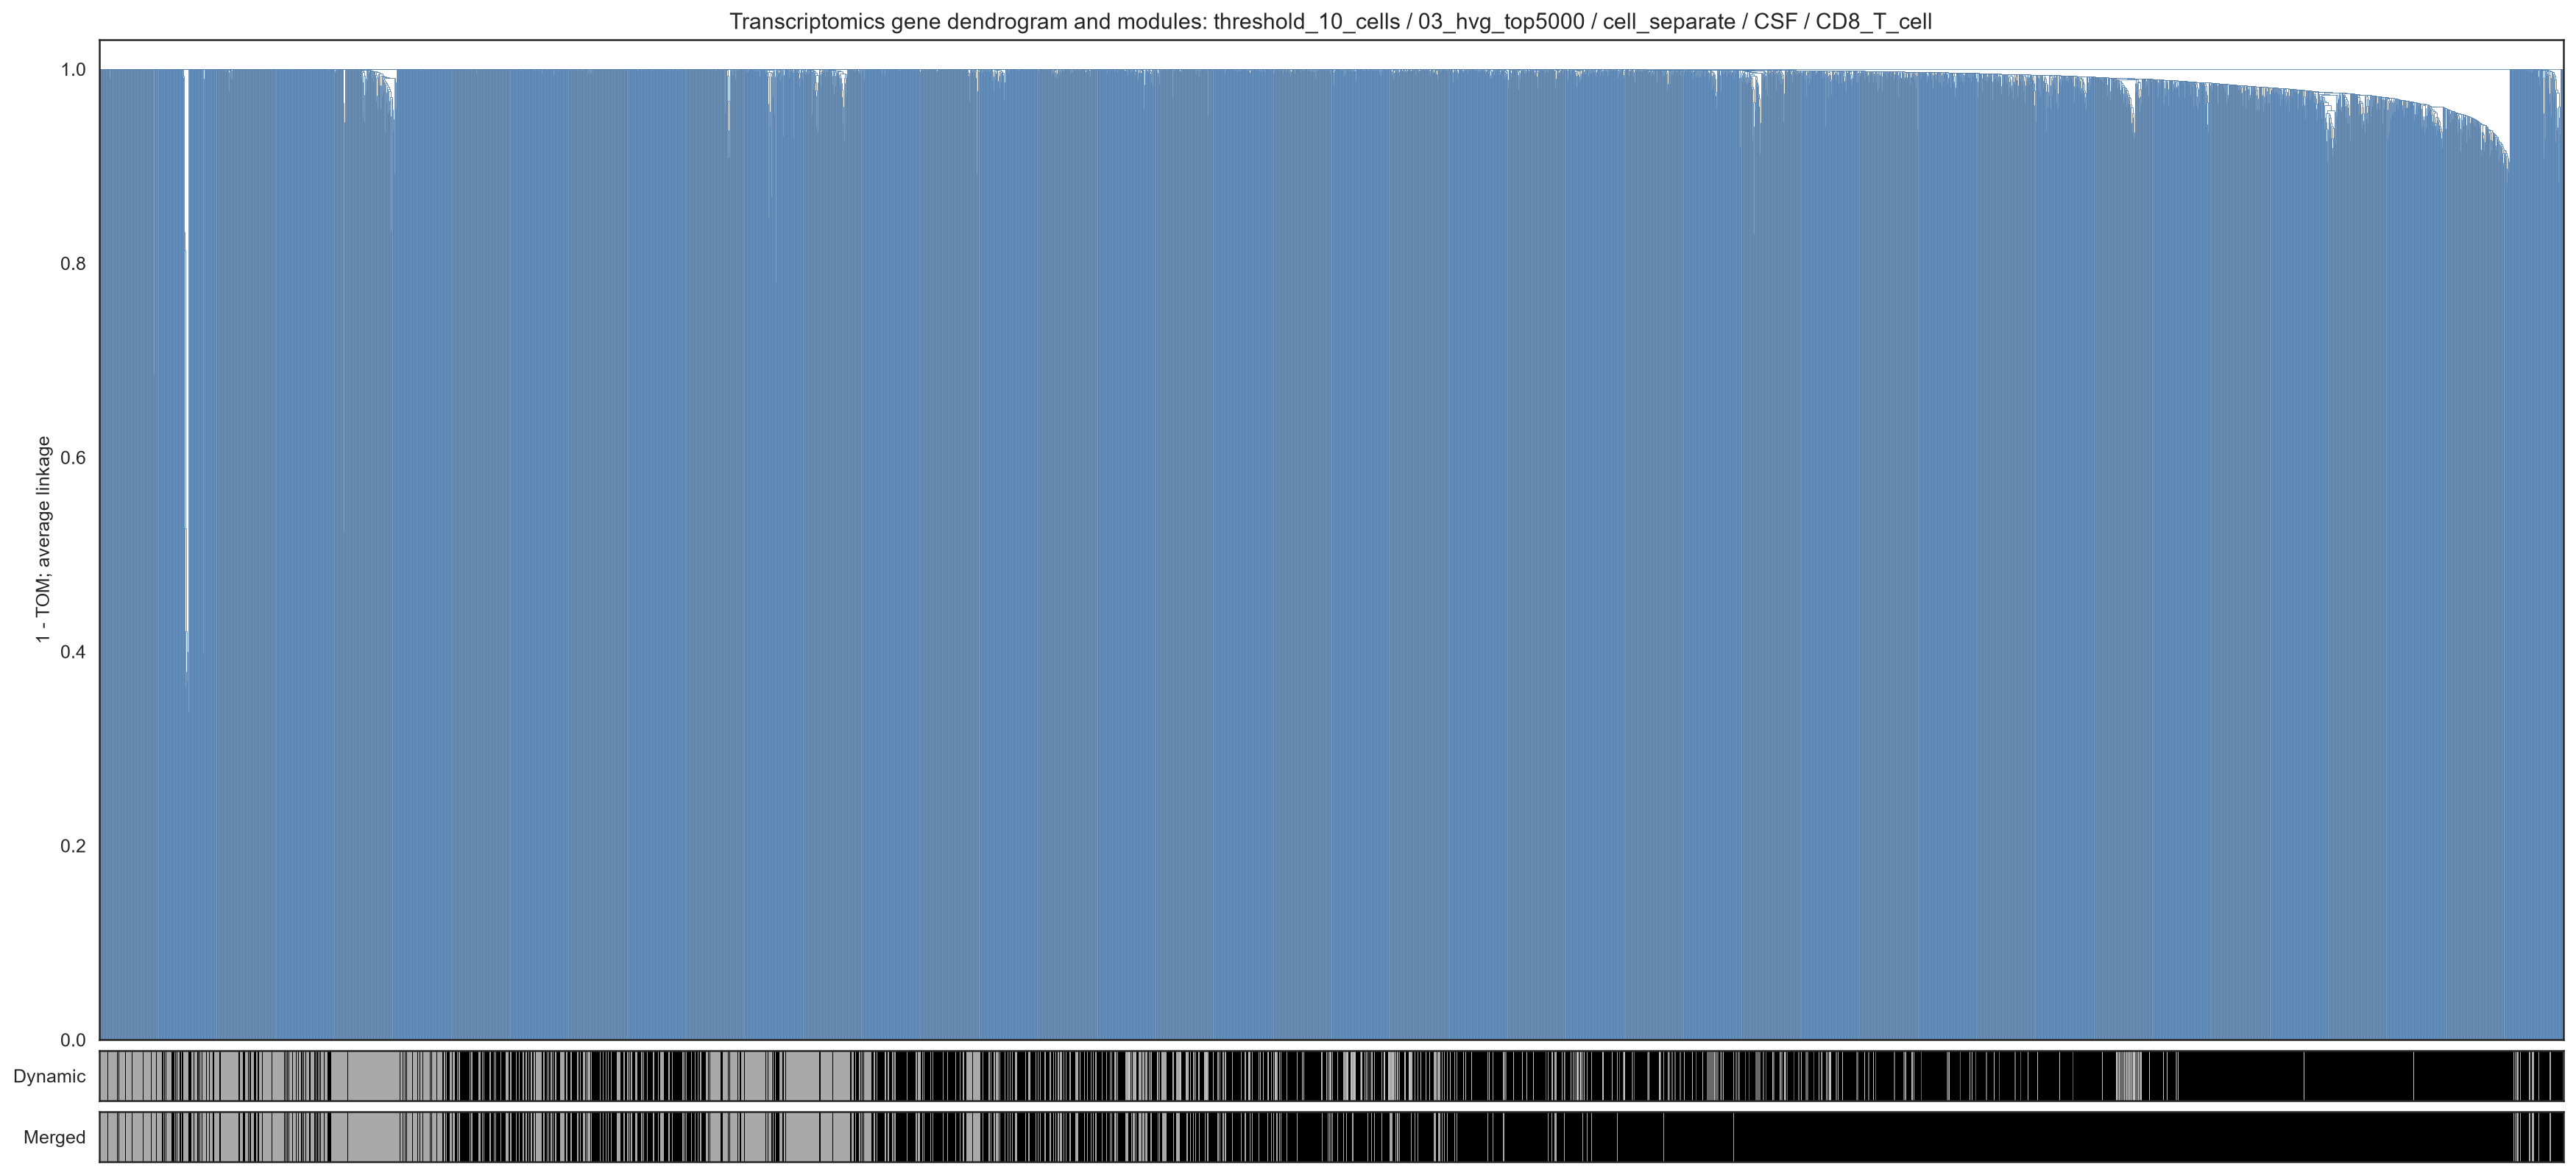 Transcriptomics gene dendrogram and modules: threshold_10_cells / 03_hvg_top5000 / cell_separate / CSF / CD8_T_cell
1.0
0.8
0.6
0.4
0.2
0.0
1 - TOM; average linkage
Dynamic
Merged